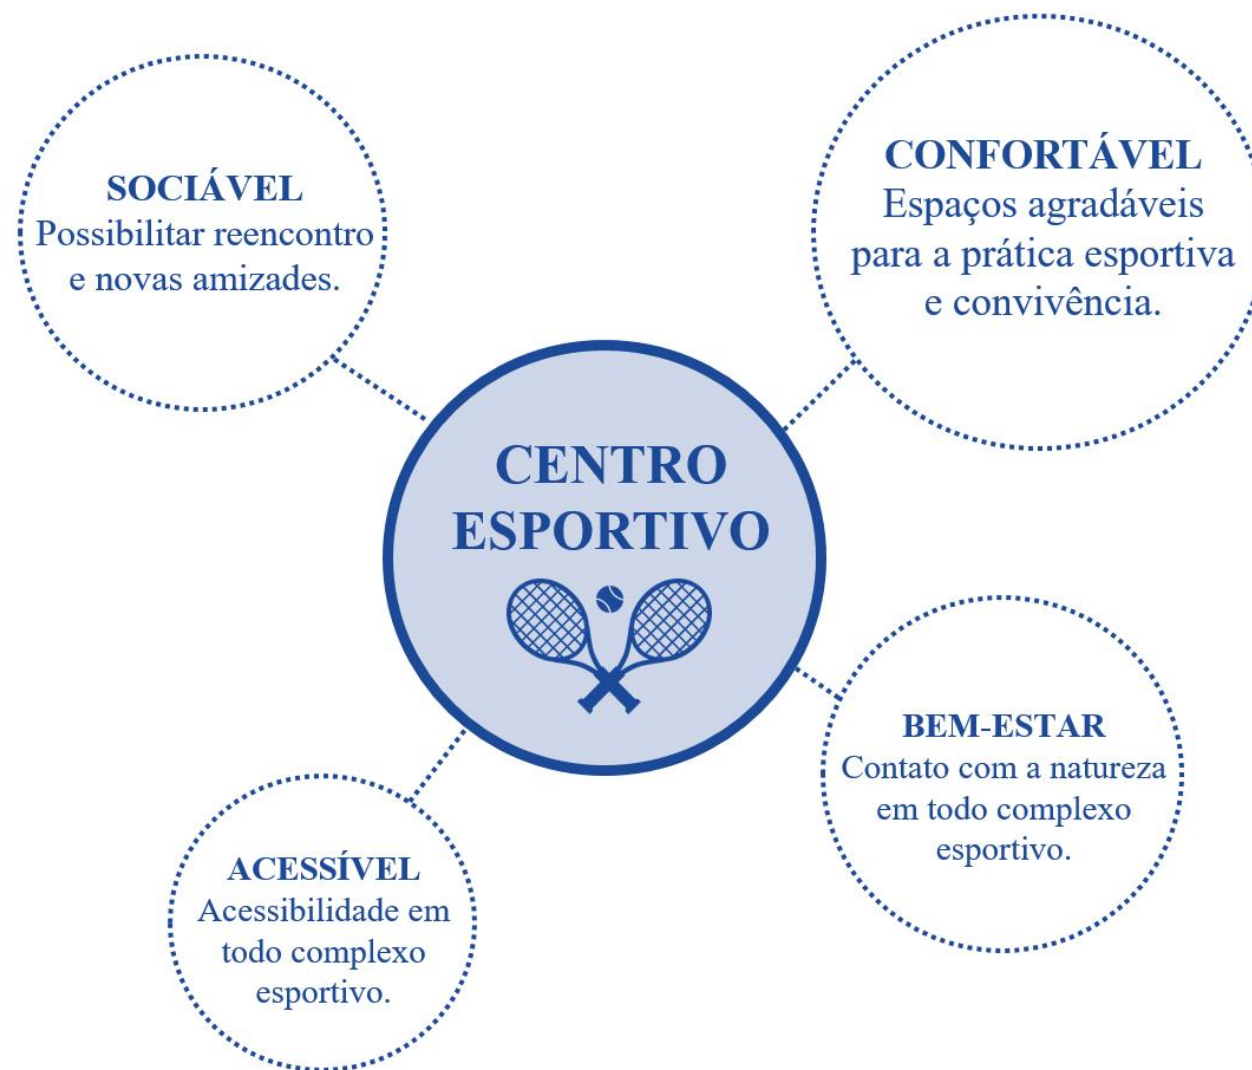 SOCIÁVEL
Possibilitar reencontro
e novas amizades.
CONFORTÁVEL
Espaços agradáveis
para a prática esportiva
e convivência.
CENTRO
ESPORTIVO
BEM-ESTAR
Contato com a natureza
em todo complexo
esportivo.
ACESSÍVEL
Acessibilidade em
todo complexo
esportivo.